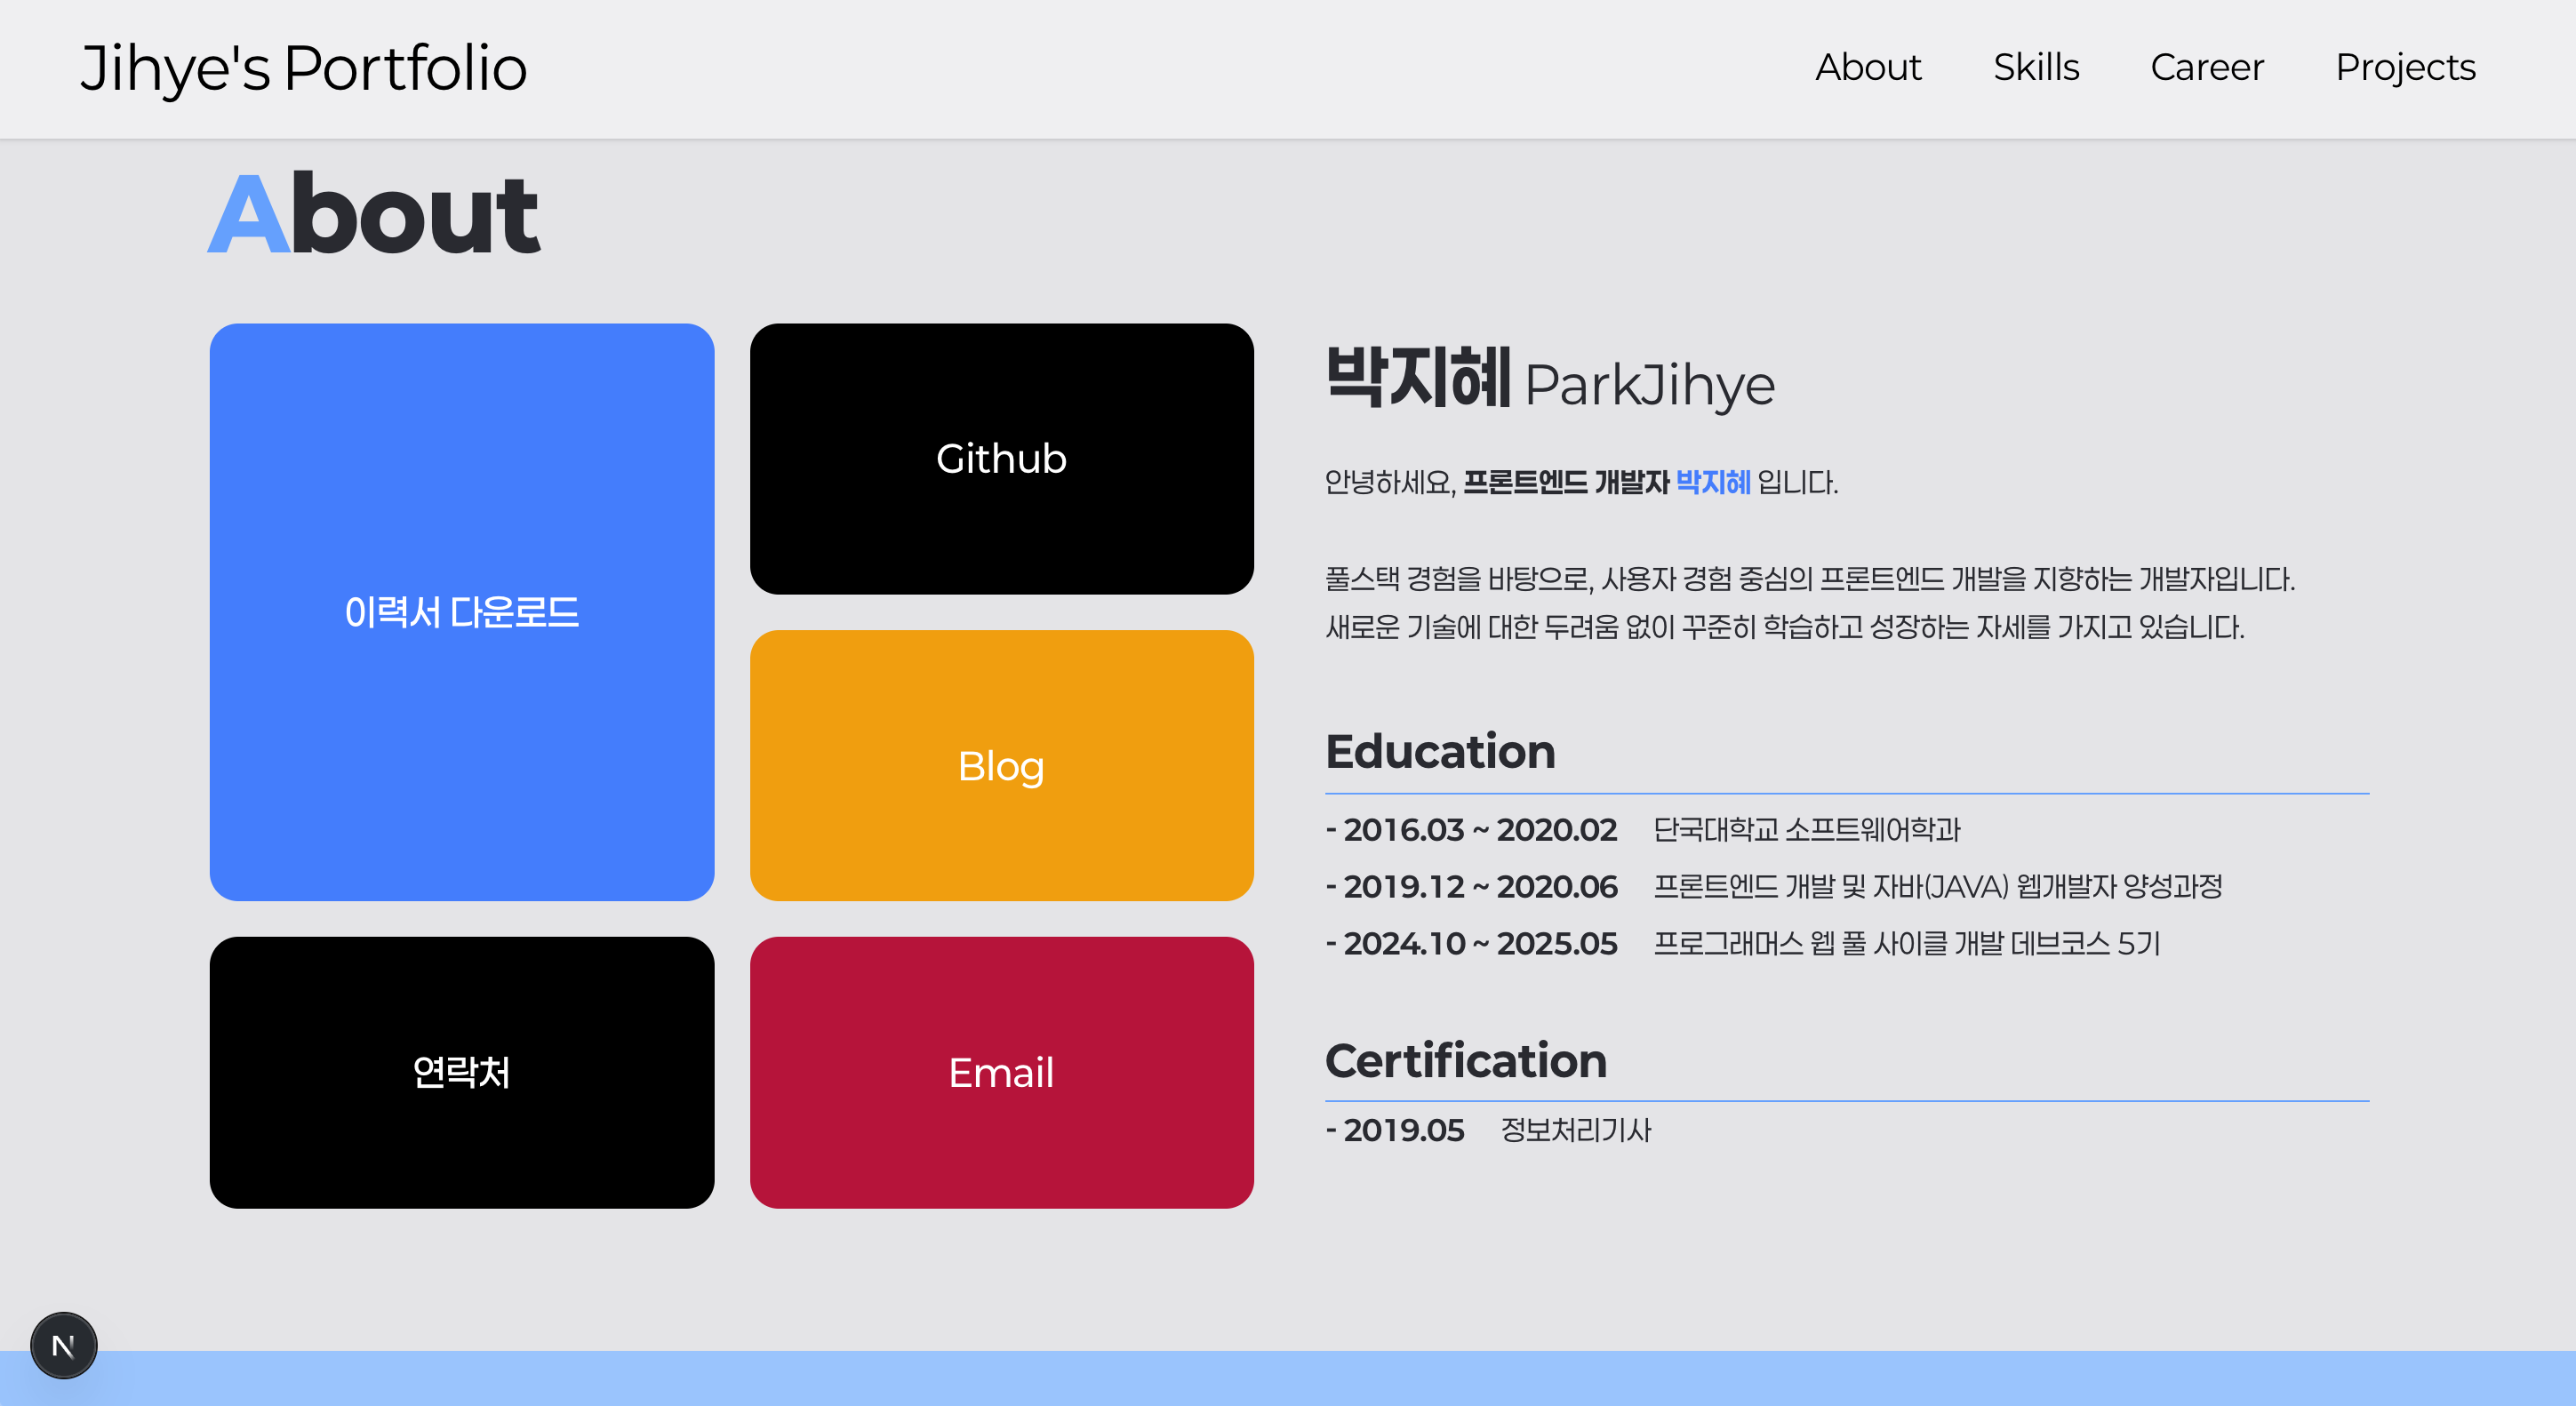 Jihye's Portfolio
About Skills Career Projects
About
이력서 다운로드
Github
Blog
연락처
Email
박지혜 ParkJihye
안녕하세요, 프론트엔드 개발자 박지혜 입니다.
풀스택 경험을 바탕으로, 사용자 경험 중심의 프론트엔드 개발을 지향하는 개발자입니다.
새로운 기술에 대한 두려움 없이 꾸준히 학습하고 성장하는 자세를 가지고 있습니다.
Education
- 2016.03 ~ 2020.02 단국대학교 소프트웨어학과
- 2019.12 ~ 2020.06 프론트엔드 개발 및 자바(JAVA) 웹개발자 양성과정
- 2024.10 ~ 2025.05 프로그래머스 웹 풀 사이클 개발 데브코스 5기
Certification
- 2019.05 정보처리기사
N